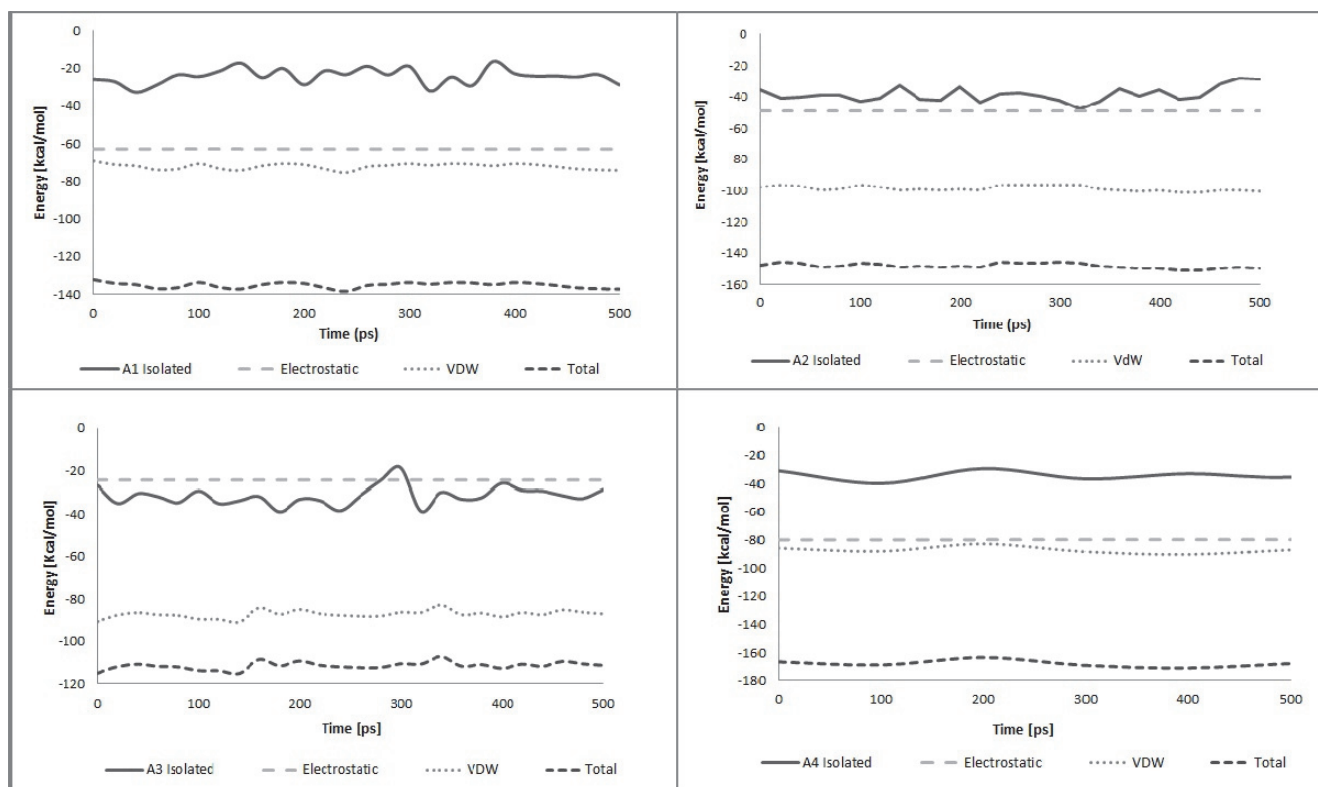 0
-20
-40
-60
-80
-100
-120
-140
Energy [kcal/mol]
0 100 200 300 400 500
Time (ps)
A1 Isolated Electrostatic VDW Total
0
-20
-40
-60
-80
-100
-120
-140
-160
Energy [kcal/mol]
0 100 200 300 400 500
Time (ps)
A2 Isolated Electrostatic VdW Total
0
-20
-40
-60
-80
-100
-120
Energy [Kcal/mol]
0 100 200 300 400 500
Time [ps]
A3 Isolated Electrostatic VDW Total
0
-20
-40
-60
-80
-100
-120
-140
-160
-180
Energy [kcal/mol]
0 100 200 300 400 500
Time [ps]
A4 Isolated Electrostatic VDW Total